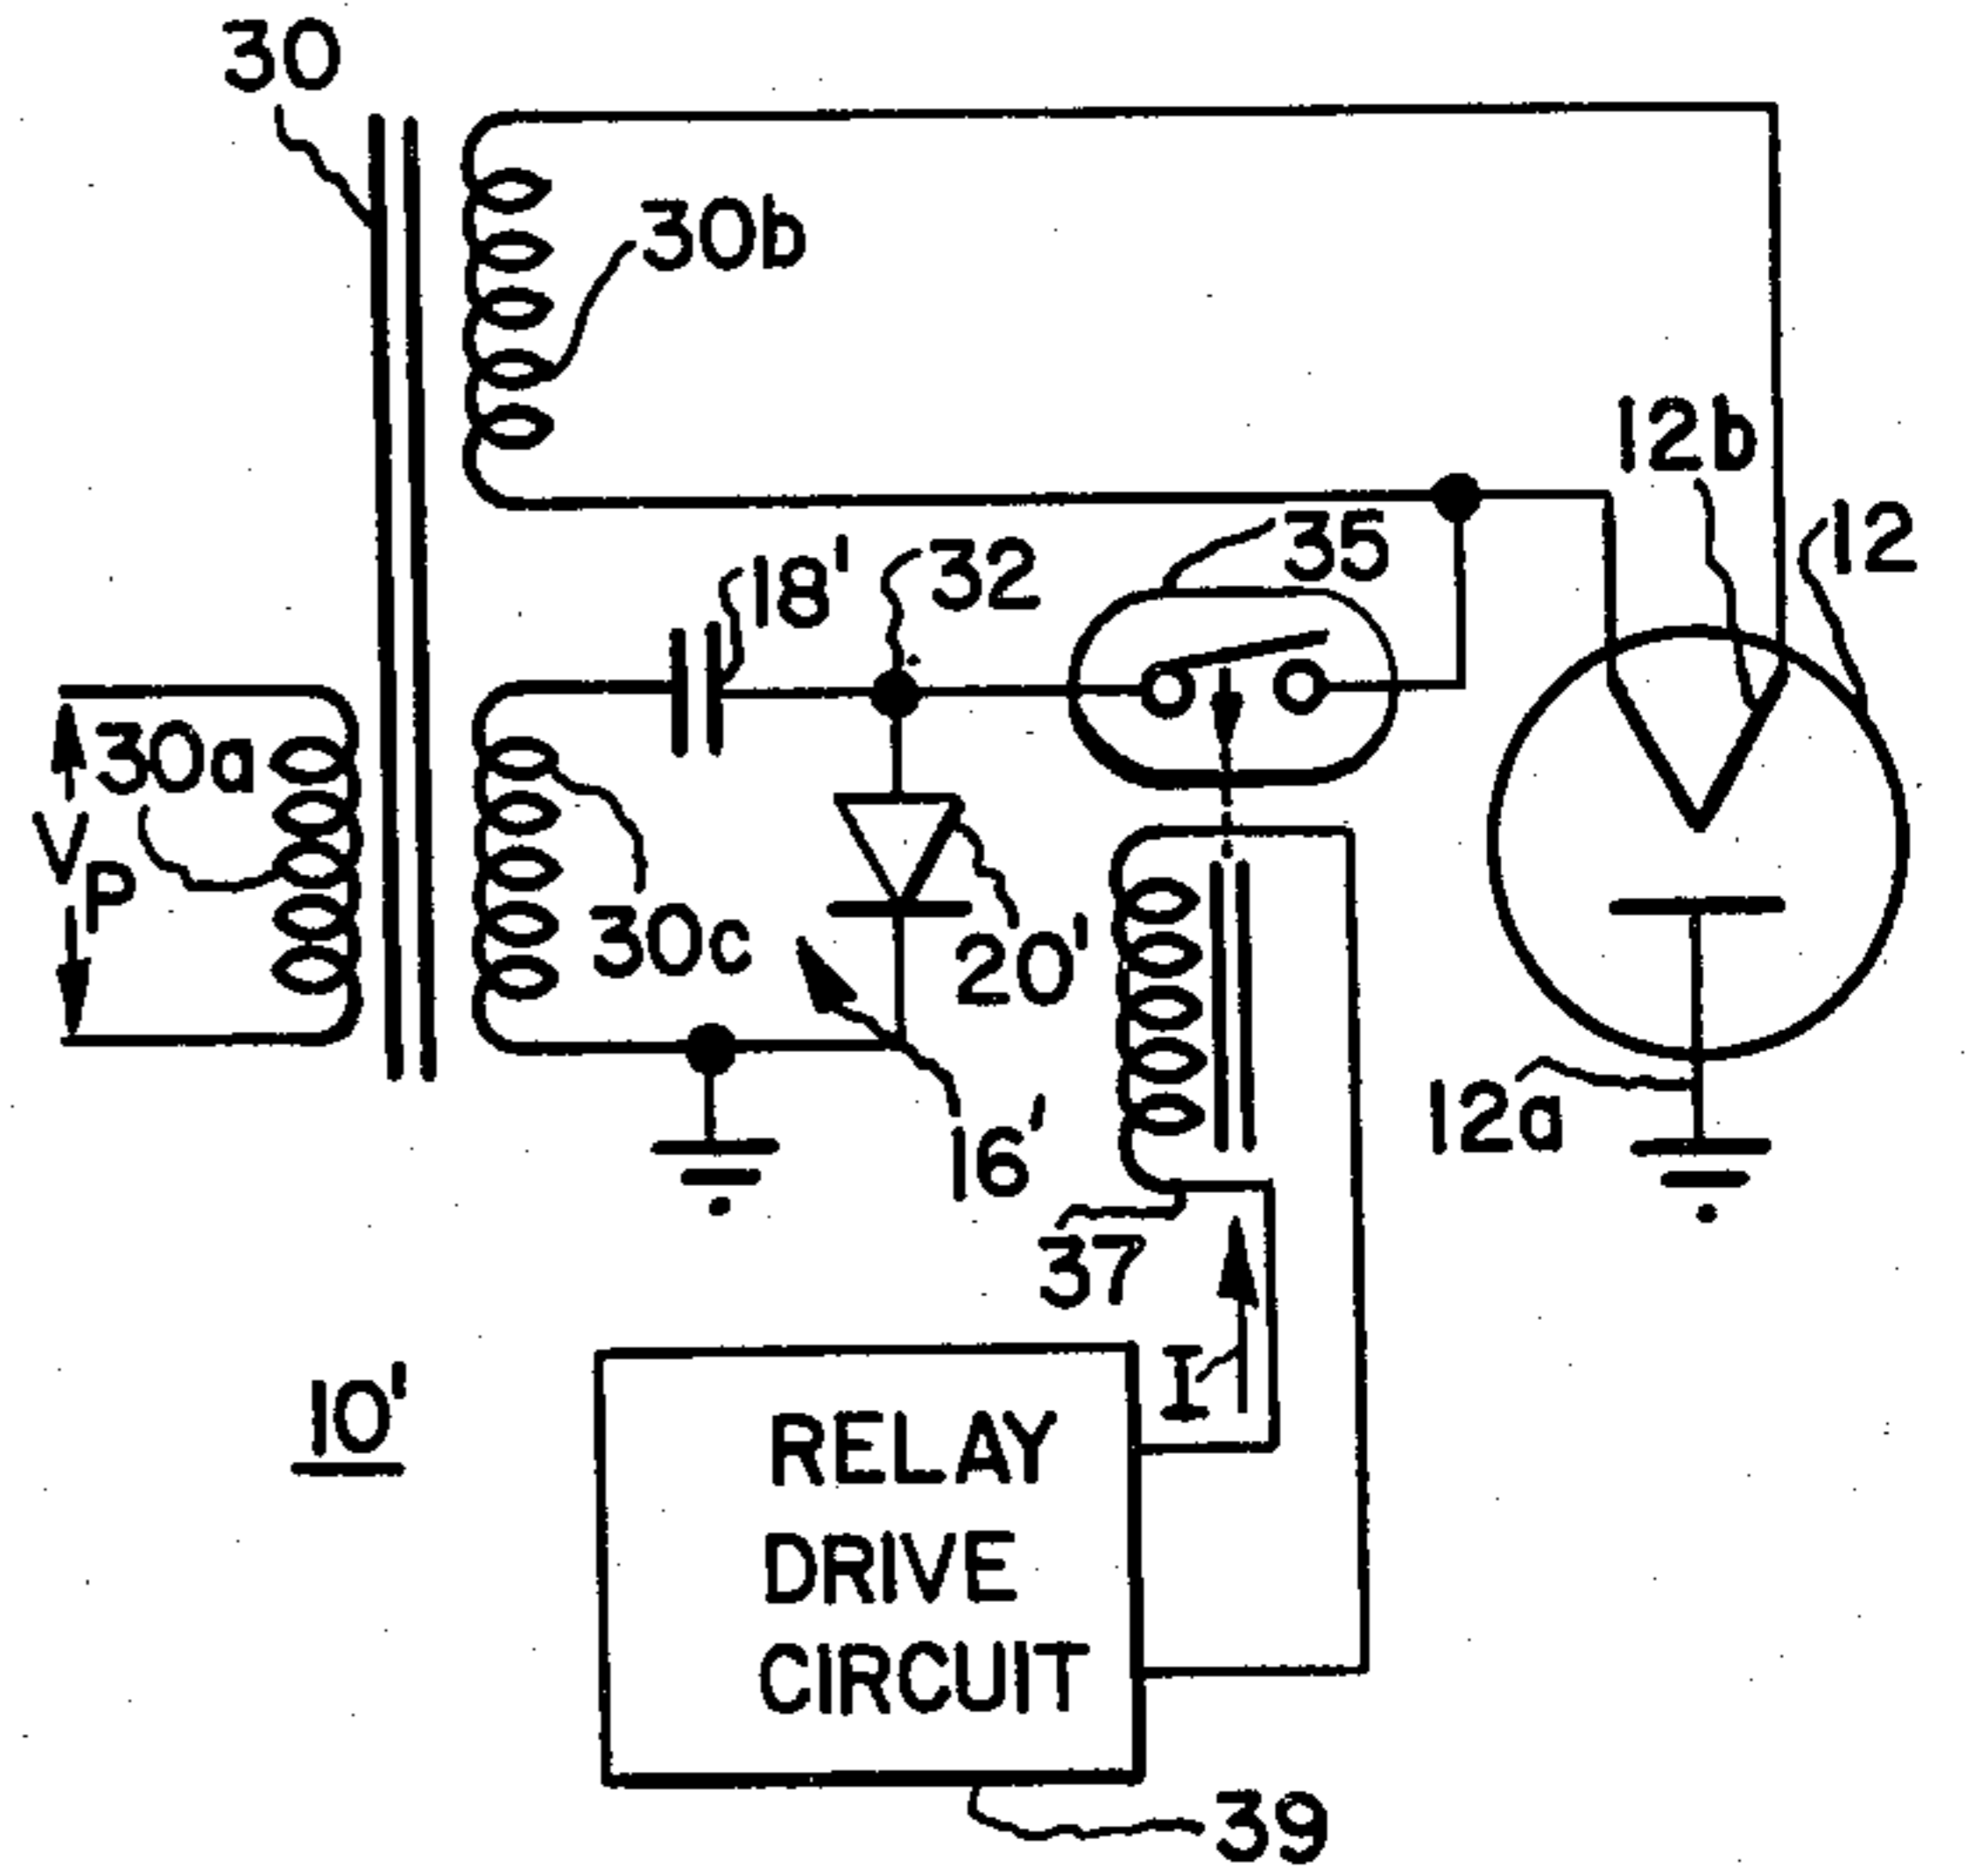 30
30b
12b
12
35
32
18'
30a
V
P
30c
20'
12a
16'
37
I
10'
RELAY
DRIVE
CIRCUIT
39